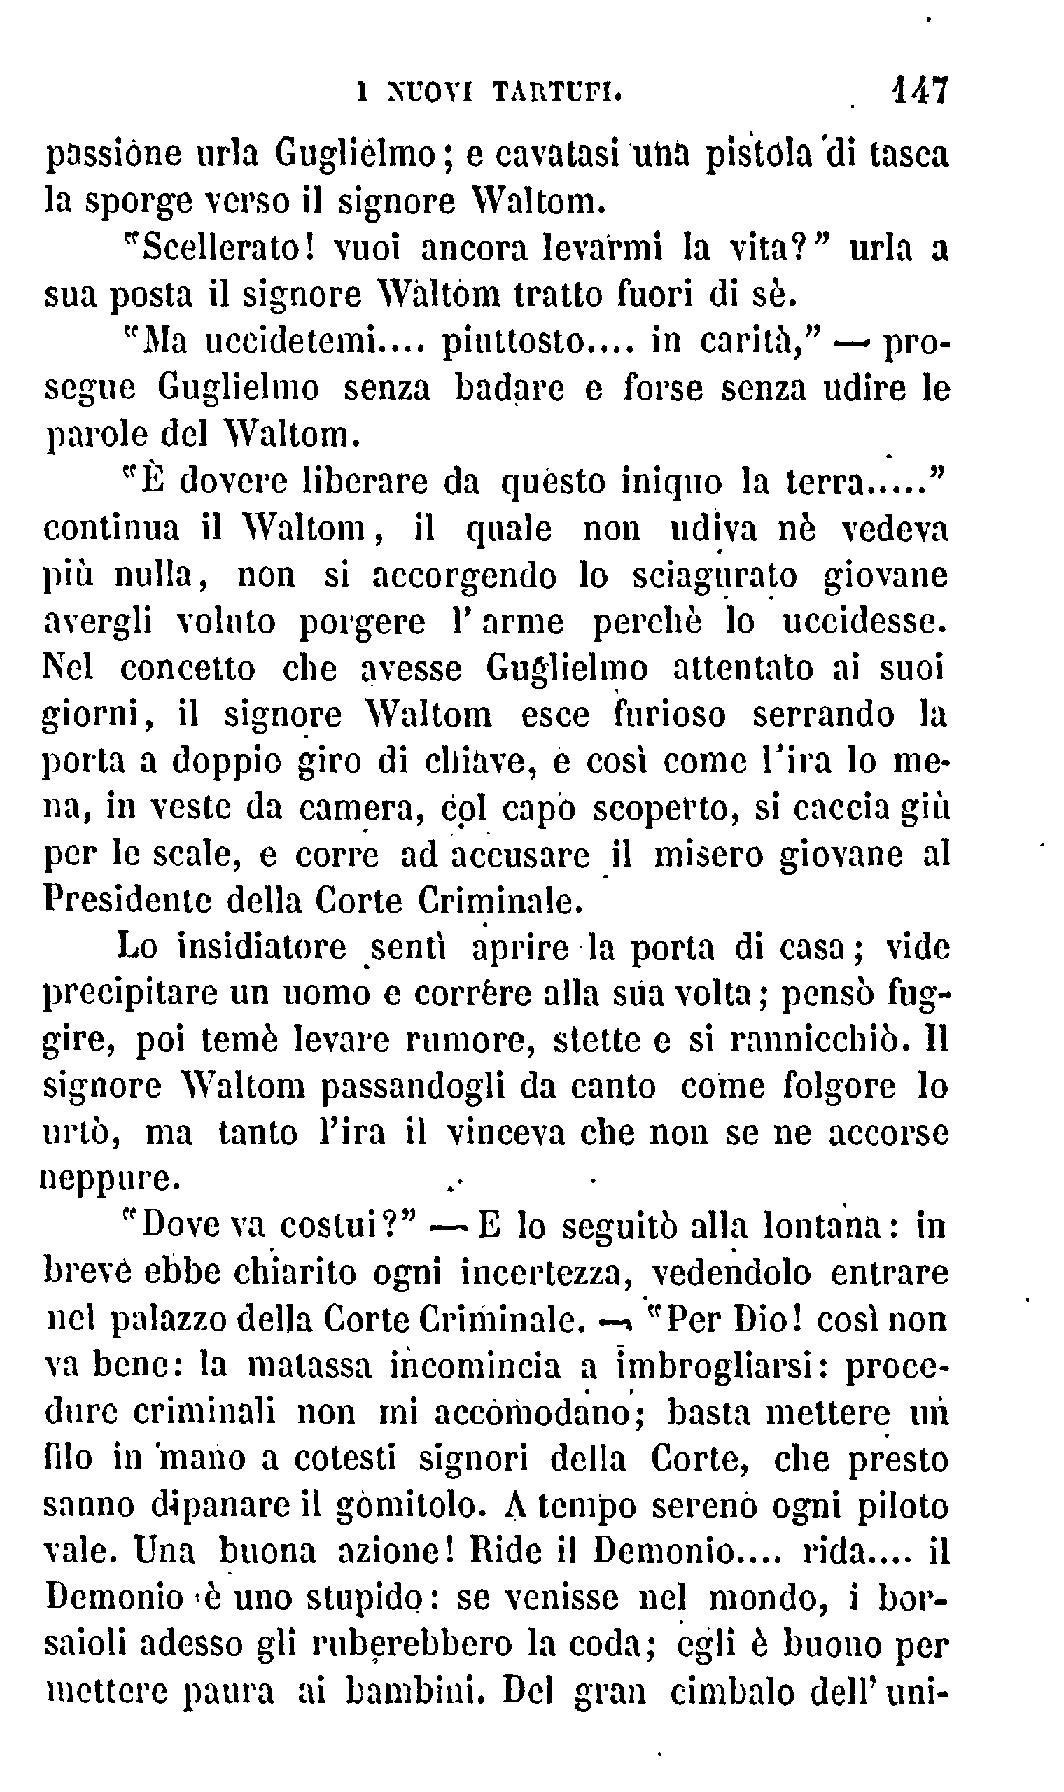 I NUOVI TARTUFI. 147
passione urla Guglielmo; e cavatasi una pistola di tasca
la sporge verso il signore Waltom.
"Scellerato! vuoi ancora levarmi la vita?" urla a
sua posta il signore Waltom tratto fuori di sè.
"Ma uccidetemi.... piuttosto.... in carità," — pro-
segue Guglielmo senza badare e forse senza udire le
parole del Waltom.
"È dovere liberare da questo iniquo la terra....."
continua il Waltom, il quale non udiva nè vedeva
più nulla, non si accorgendo lo sciagurato giovane
avergli voluto porgere l'arme perchè lo uccidesse.
Nel concetto che avesse Guglielmo attentato ai suoi
giorni, il signore Waltom esce furioso serrando la
porta a doppio giro di chiave, e così come l'ira lo me-
na, in veste da camera, col capo scoperto, si caccia giù
per le scale, e corre ad accusare il misero giovane al
Presidente della Corte Criminale.
Lo insidiatore sentì aprire la porta di casa; vide
precipitare un uomo e correre alla sua volta; pensò fug-
gire, poi temè levare rumore, stette e si rannicchiò. Il
signore Waltom passandogli da canto come folgore lo
urtò, ma tanto l'ira il vinceva che non se ne accorse
neppure.
"Dove va costui?" — E lo seguitò alla lontana: in
breve ebbe chiarito ogni incertezza, vedendolo entrare
nel palazzo della Corte Criminale. — "Per Dio! così non
va bene: la matassa incomincia a imbrogliarsi: proce-
dure criminali non mi accomodano; basta mettere un
filo in mano a cotesti signori della Corte, che presto
sanno dipanare il gomitolo. A tempo sereno ogni piloto
vale. Una buona azione! Ride il Demonio.... rida.... il
Demonio è uno stupido: se venisse nel mondo, i bor-
saioli adesso gli ruberebbero la coda; egli è buono per
mettere paura ai bambini. Del gran cimbalo dell'uni-